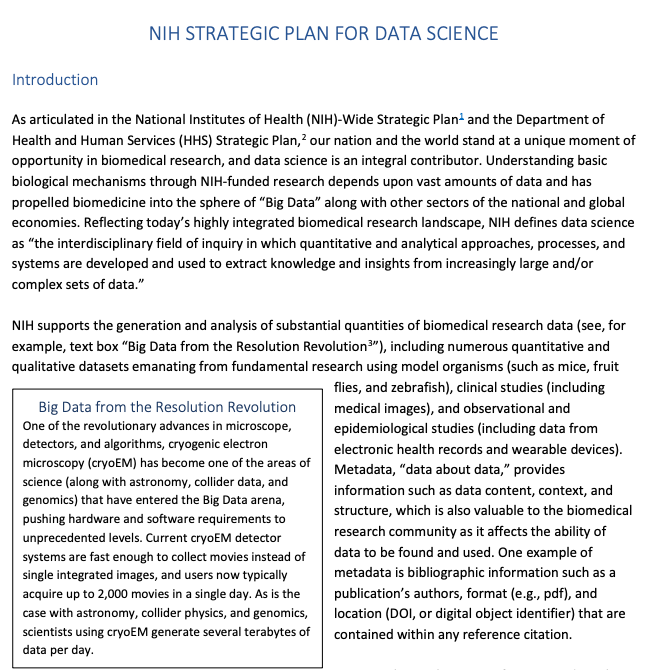 NIH STRATEGIC PLAN FOR DATA SCIENCE
Introduction
As articulated in the National Institutes of Health (NIH)-Wide Strategic Plan¹ and the Department of
Health and Human Services (HHS) Strategic Plan,² our nation and the world stand at a unique moment of
opportunity in biomedical research, and data science is an integral contributor. Understanding basic
biological mechanisms through NIH-funded research depends upon vast amounts of data and has
propelled biomedicine into the sphere of “Big Data” along with other sectors of the national and global
economies. Reflecting today’s highly integrated biomedical research landscape, NIH defines data science
as “the interdisciplinary field of inquiry in which quantitative and analytical approaches, processes, and
systems are developed and used to extract knowledge and insights from increasingly large and/or
complex sets of data.”
NIH supports the generation and analysis of substantial quantities of biomedical research data (see, for
example, text box “Big Data from the Resolution Revolution³”), including numerous quantitative and
qualitative datasets emanating from fundamental research using model organisms (such as mice, fruit
flies, and zebrafish), clinical studies (including
medical images), and observational and
epidemiological studies (including data from
electronic health records and wearable devices).
Metadata, “data about data,” provides
information such as data content, context, and
structure, which is also valuable to the biomedical
research community as it affects the ability of
data to be found and used. One example of
metadata is bibliographic information such as a
publication’s authors, format (e.g., pdf), and
location (DOI, or digital object identifier) that are
contained within any reference citation.
Big Data from the Resolution Revolution
One of the revolutionary advances in microscope,
detectors, and algorithms, cryogenic electron
microscopy (cryoEM) has become one of the areas of
science (along with astronomy, collider data, and
genomics) that have entered the Big Data arena,
pushing hardware and software requirements to
unprecedented levels. Current cryoEM detector
systems are fast enough to collect movies instead of
single integrated images, and users now typically
acquire up to 2,000 movies in a single day. As is the
case with astronomy, collider physics, and genomics,
scientists using cryoEM generate several terabytes of
data per day.